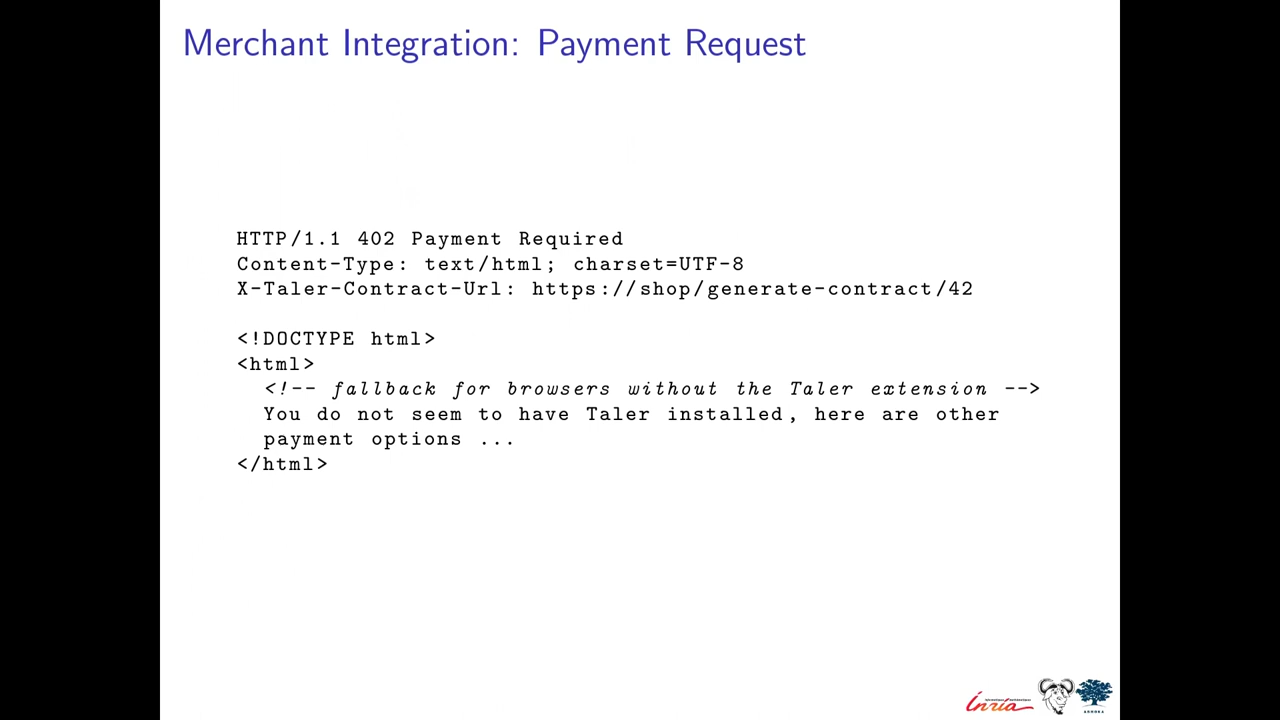 Merchant Integration: Payment Request
HTTP/1.1 402 Payment Required
Content-Type: text/html; charset=UTF-8
X-Taler-Contract-Url: https://shop/generate-contract/42
<!DOCTYPE html>
<html>
<!-- fallback for browsers without the Taler extension -->
You do not seem to have Taler installed, here are other
payment options ...
</html>
Inria
ASHOKA